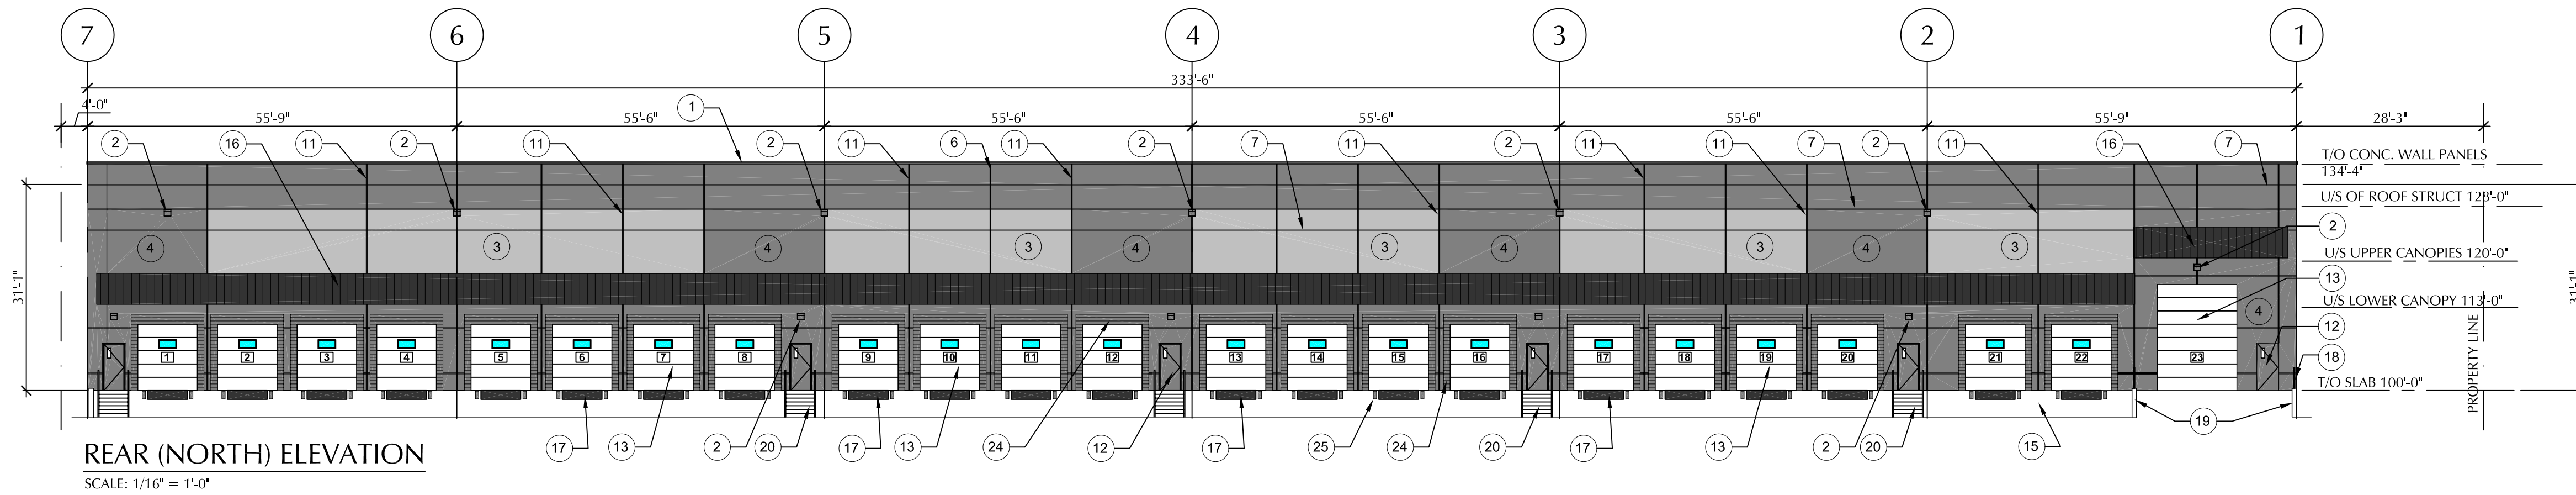 7 6 5 4 3 2 1
333'-6"
4'-0" 55'-9" 55'-6" 55'-6" 55'-6" 55'-6" 55'-9" 28'-3"
1
2 16 11 2 11 2 11 6 11 2 7 11 2 11 11 7 2 11 16 7
T/O CONC. WALL PANELS
134'-4"
U/S OF ROOF STRUCT 128'-0"
2
4 3 4 3 4 3 4 3 4 3
U/S UPPER CANOPIES 120'-0"
13
31'-1"
31'-1"
U/S LOWER CANOPY 113'-0"
4
12
PROPERTY LINE
1 2 3 4 5 6 7 8 9 10 11 12 13 14 15 16 17 18 19 20 21 22 23
18
T/O SLAB 100'-0"
19
17 13 2 20 17 13 24 12 17 25 24 20 17 13 2 20 15
REAR (NORTH) ELEVATION
SCALE: 1/16" = 1'-0"